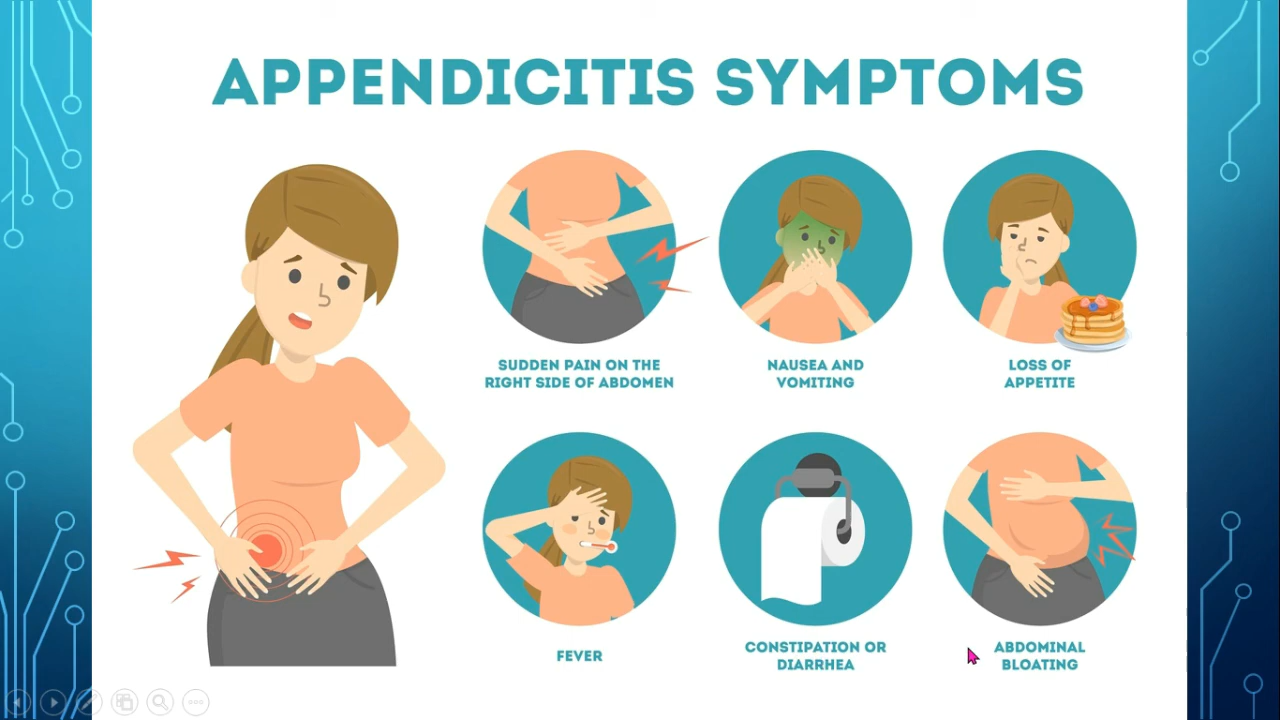 APPENDICITIS SYMPTOMS
SUDDEN PAIN ON THE
RIGHT SIDE OF ABDOMEN
NAUSEA AND
VOMITING
LOSS OF
APPETITE
FEVER
CONSTIPATION OR
DIARRHEA
ABDOMINAL
BLOATING